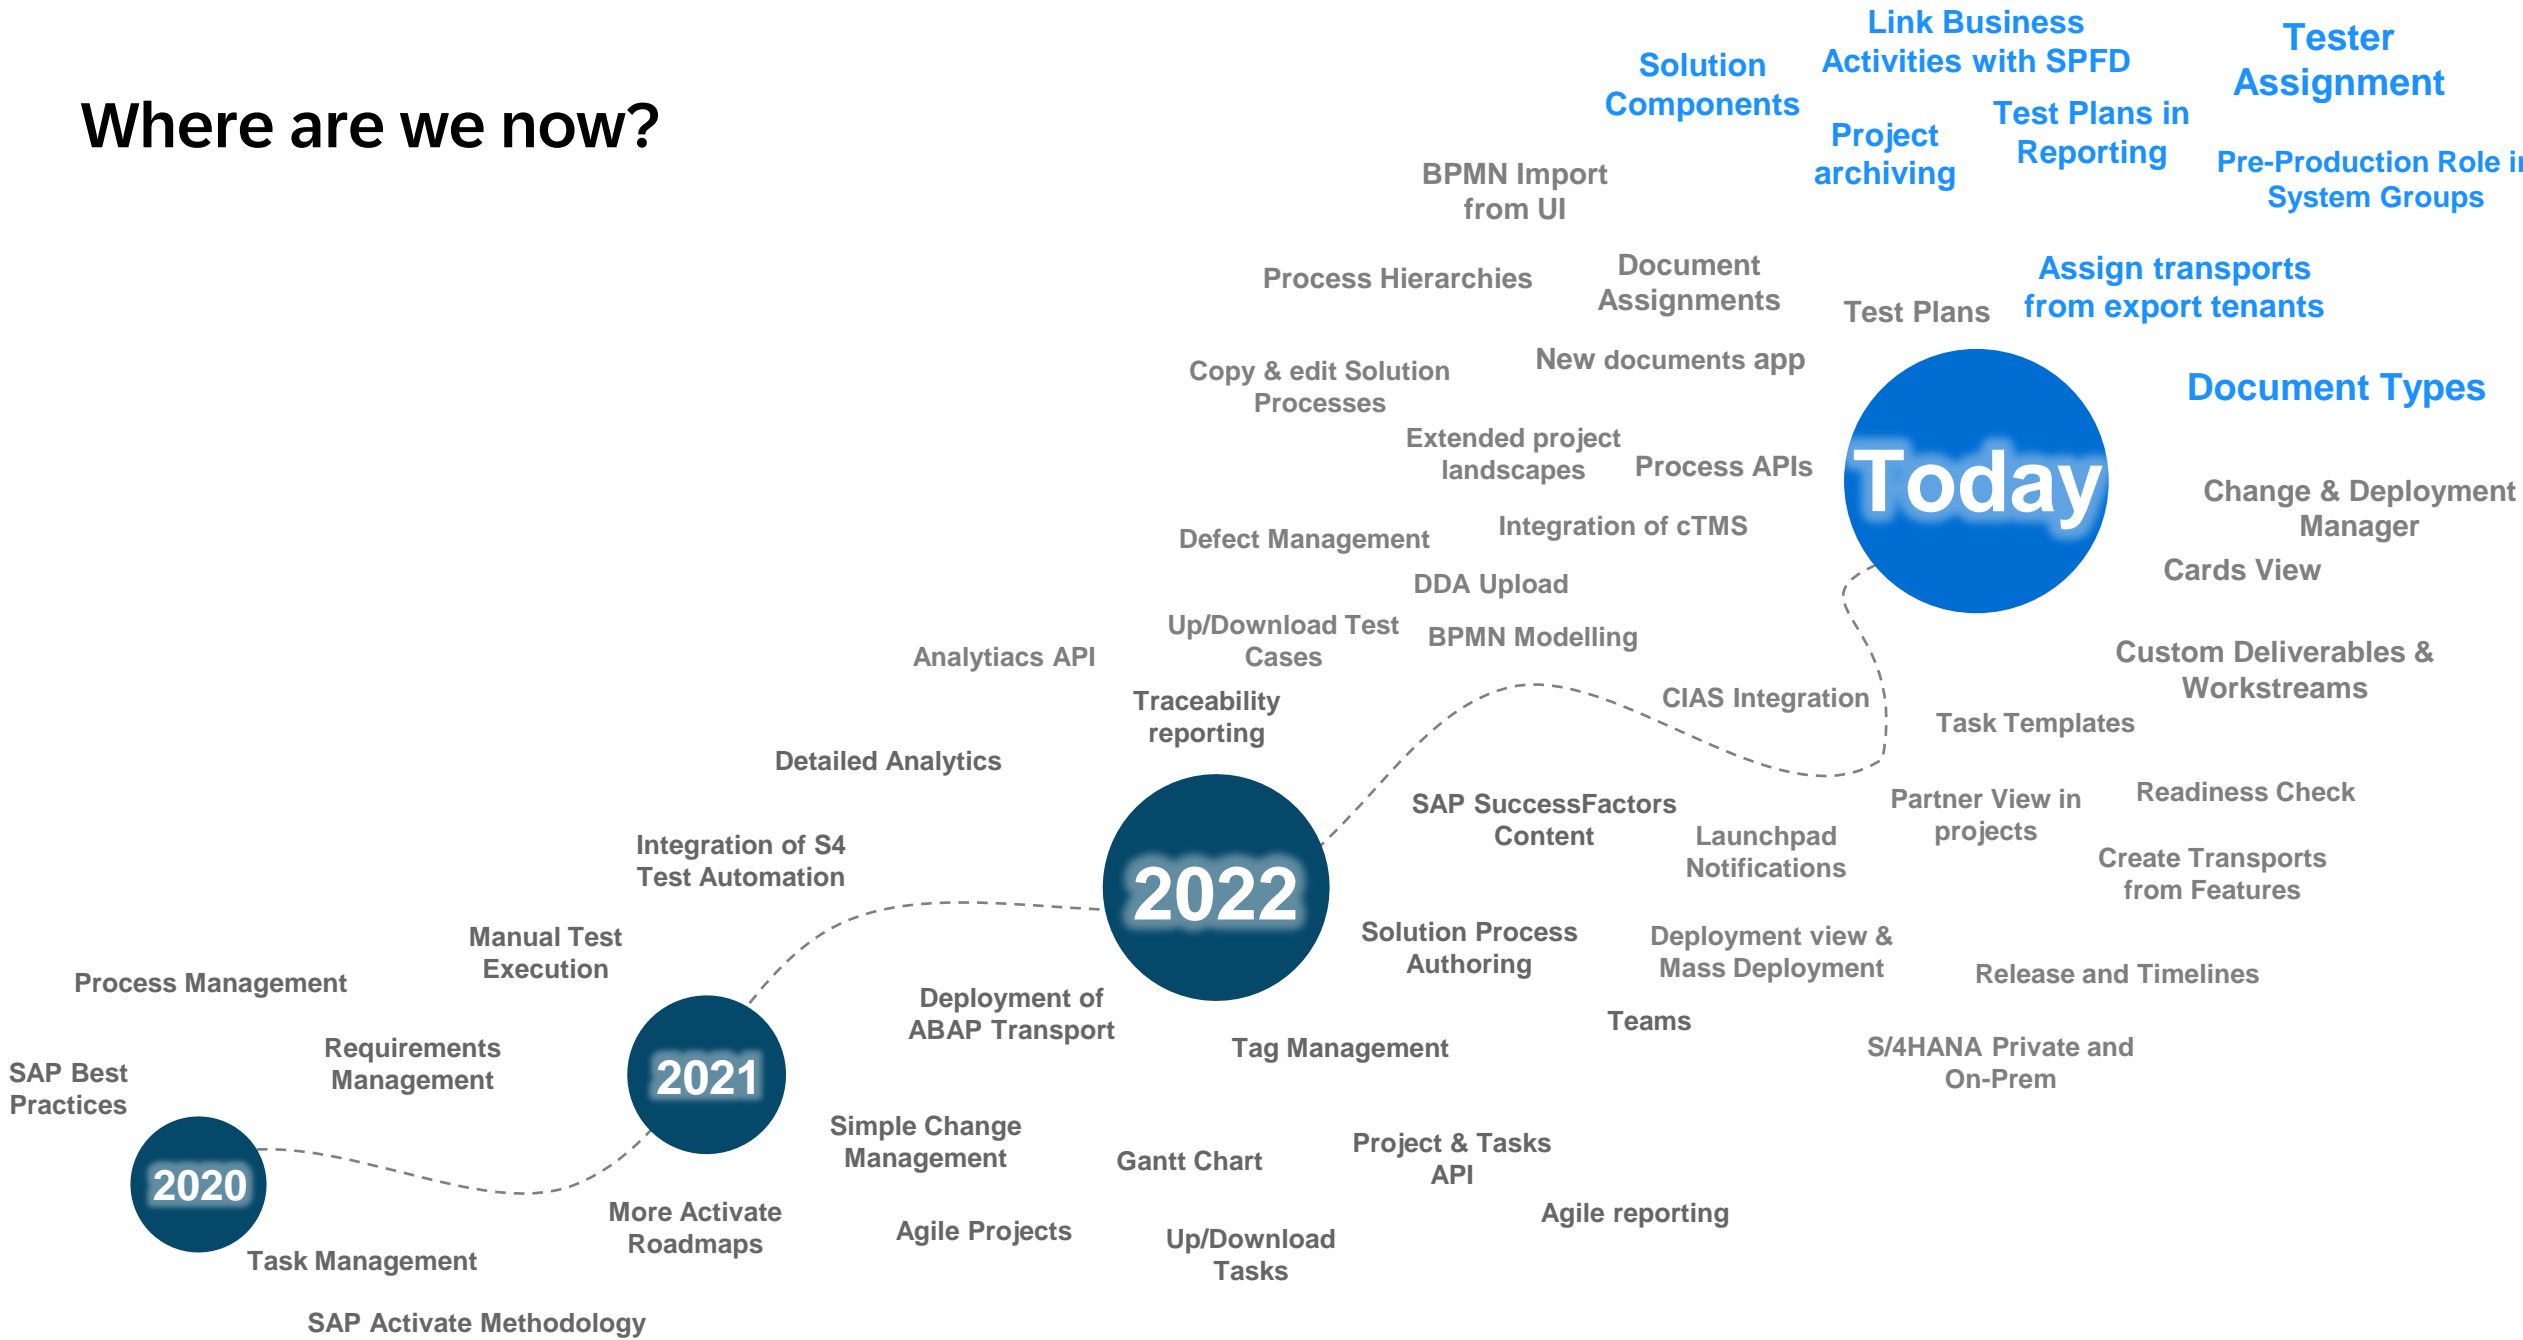 Where are we now?
Link Business
Activities with SPFD
Tester
Assignment
Solution
Components
Test Plans in
Reporting
Project
archiving
Pre-Production Role in
System Groups
BPMN Import
from UI
Process Hierarchies
Document
Assignments
Assign transports
from export tenants
Test Plans
New documents app
Copy & edit Solution
Processes
Document Types
Extended project
landscapes
Process APIs
Today
Change & Deployment
Manager
Defect Management
Integration of cTMS
Cards View
DDA Upload
Up/Download Test
Cases
BPMN Modelling
Analytiacs API
Custom Deliverables &
Workstreams
Traceability
reporting
CIAS Integration
Task Templates
Detailed Analytics
SAP SuccessFactors
Content
Partner View in
projects
Readiness Check
Launchpad
Notifications
Integration of S4
Test Automation
Create Transports
from Features
2022
Manual Test
Execution
Solution Process
Authoring
Deployment view &
Mass Deployment
Release and Timelines
Process Management
Deployment of
ABAP Transport
Teams
Tag Management
S/4HANA Private and
On-Prem
Requirements
Management
SAP Best
Practices
2021
Simple Change
Management
Gantt Chart
Project & Tasks
API
2020
More Activate
Roadmaps
Agile Projects
Up/Download
Tasks
Agile reporting
Task Management
SAP Activate Methodology